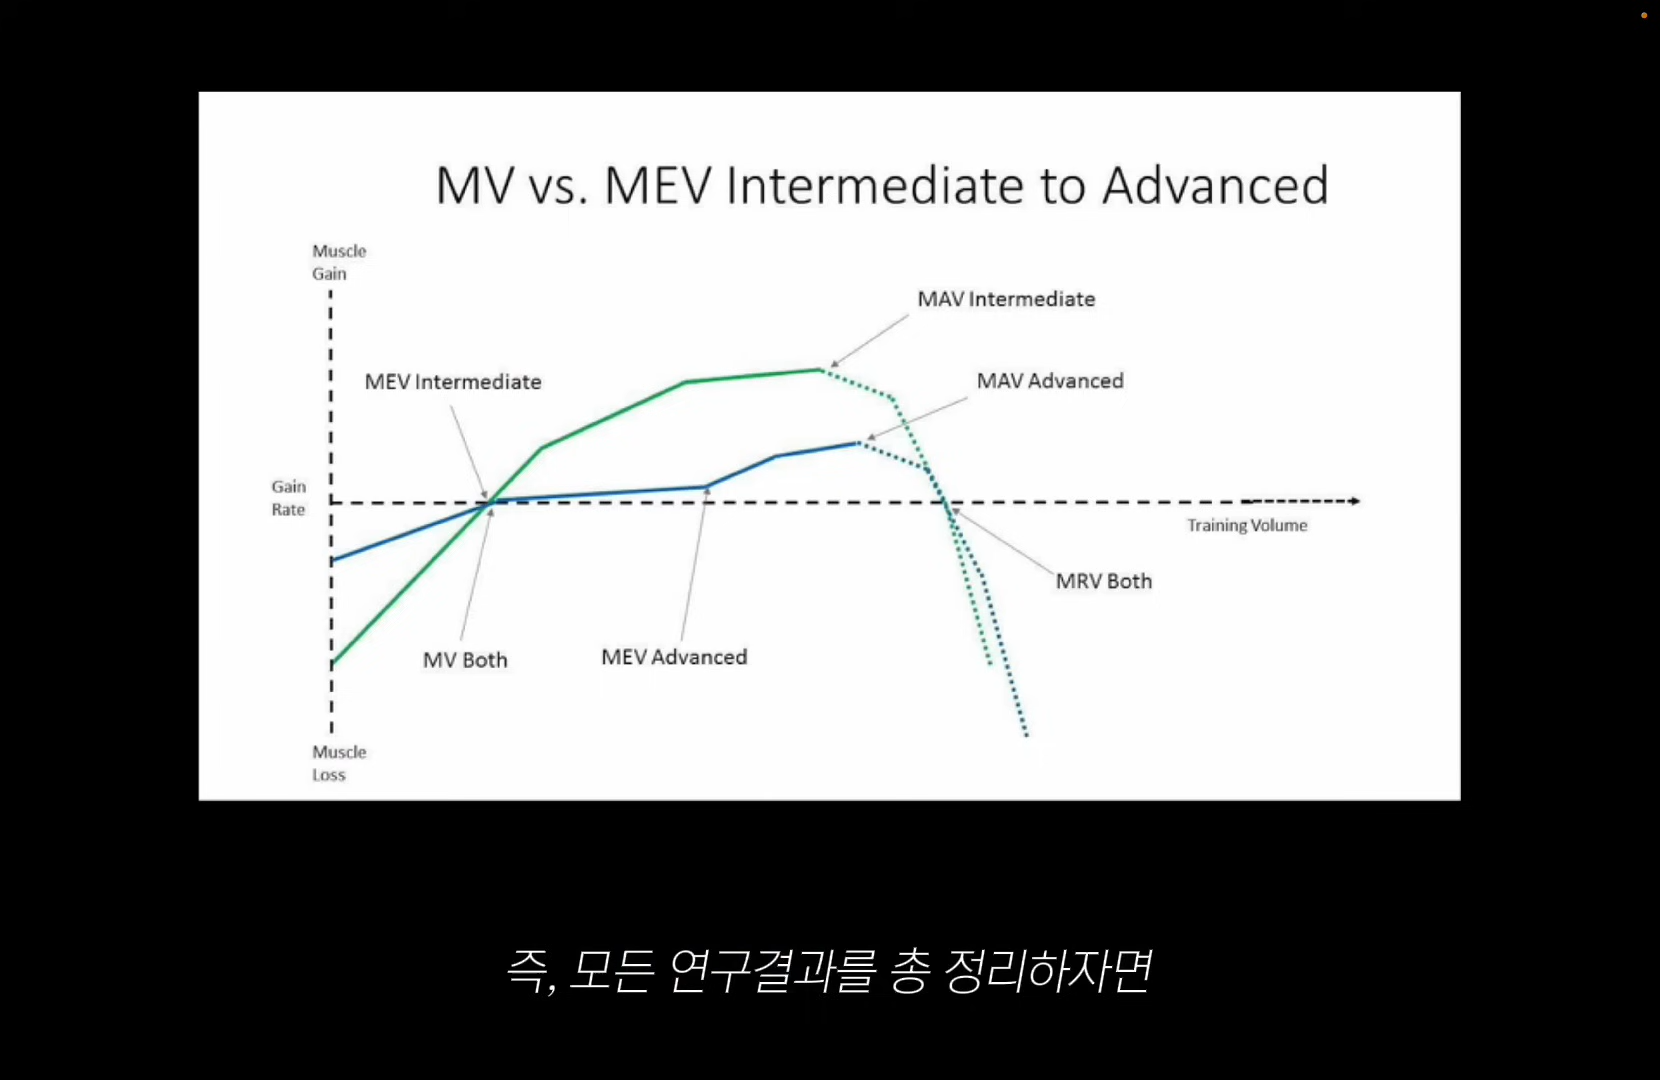 MV vs. MEV Intermediate to Advanced
Muscle
Gain
MAV Intermediate
MEV Intermediate
MAV Advanced
Gain
Rate
Training Volume
MRV Both
MV Both
MEV Advanced
Muscle
Loss
즉, 모든 연구결과를 총 정리하자면